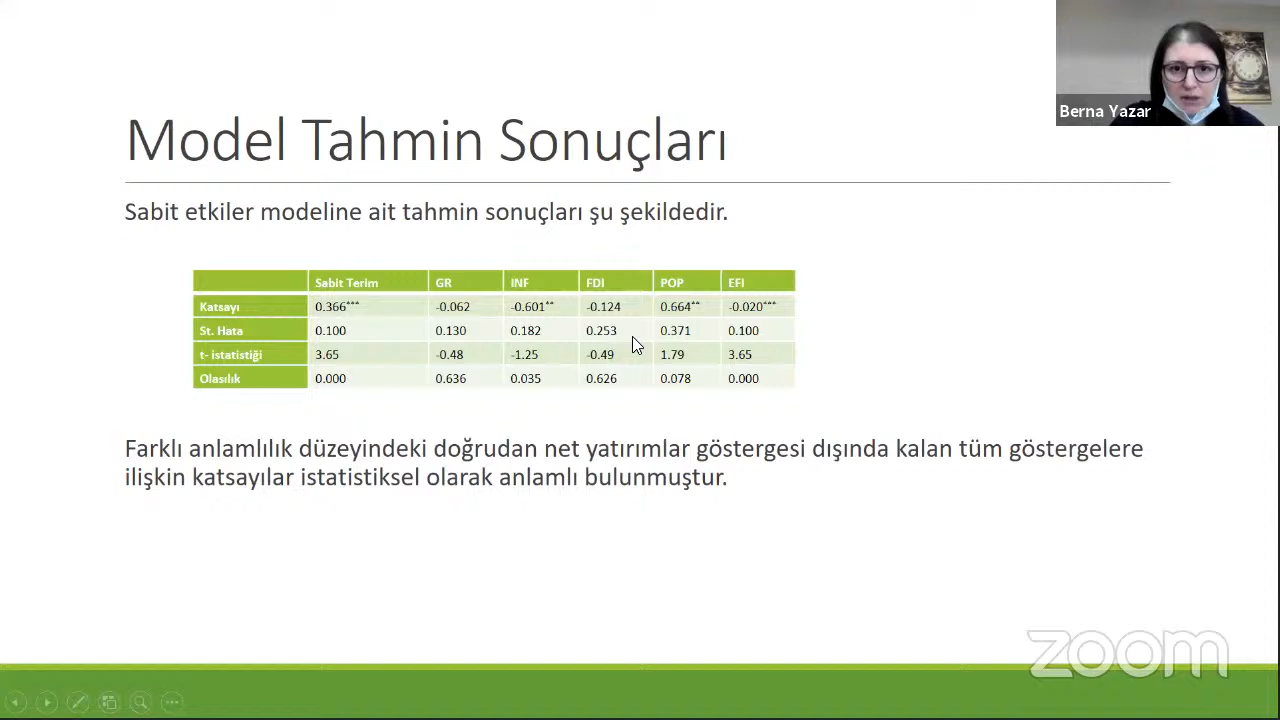 Berna Yazar
Model Tahmin Sonuçları
Sabit etkiler modeline ait tahmin sonuçları şu şekildedir.
Sabit Terim GR INF FDI POP EFI
Katsayı 0.366*** -0.062 -0.601** -0.124 0.664** -0.020***
St. Hata 0.100 0.130 0.182 0.253 0.371 0.100
t- istatistiği 3.65 -0.48 -1.25 -0.49 1.79 3.65
Olasılık 0.000 0.636 0.035 0.626 0.078 0.000
Farklı anlamlılık düzeyindeki doğrudan net yatırımlar göstergesi dışında kalan tüm göstergelere
ilişkin katsayılar istatistiksel olarak anlamlı bulunmuştur.
zoom